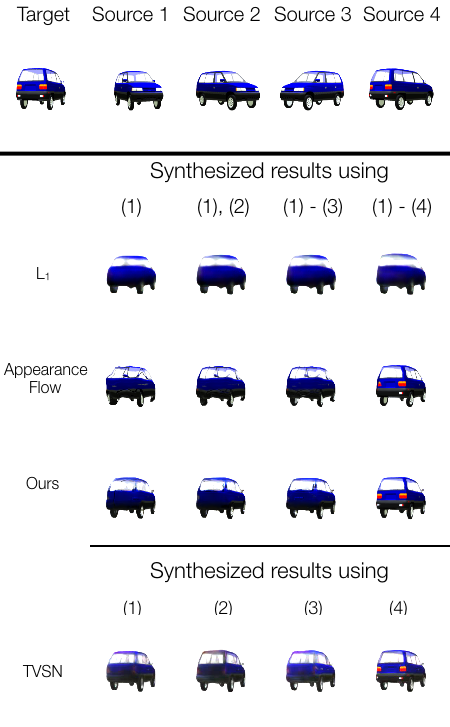 Target Source 1 Source 2 Source 3 Source 4
Synthesized results using
(1) (1), (2) (1) - (3) (1) - (4)
L₁
Appearance
Flow
Ours
Synthesized results using
(1) (2) (3) (4)
TVSN